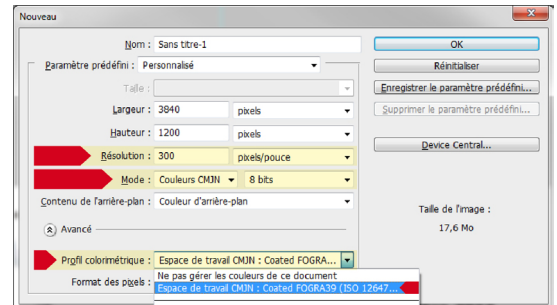 Nouveau
Nom : Sans titre-1
OK
Paramètre prédéfini : Personnalisé
Réinitialiser
Taille :
Enregistrer le paramètre prédéfini...
Largeur : 3840 pixels
Supprimer le paramètre prédéfini...
Hauteur : 1200 pixels
Device Central...
Résolution : 300 pixels/pouce
Mode : Couleurs CMJN 8 bits
Contenu de l'arrière-plan : Couleur d'arrière-plan
Taille de l'image :
Avancé
17,6 Mo
Profil colorimétrique : Espace de travail CMJN : Coated FOGRA...
Ne pas gérer les couleurs de ce document
Format des pixels : Espace de travail CMJN : Coated FOGRA39 (ISO 12647...